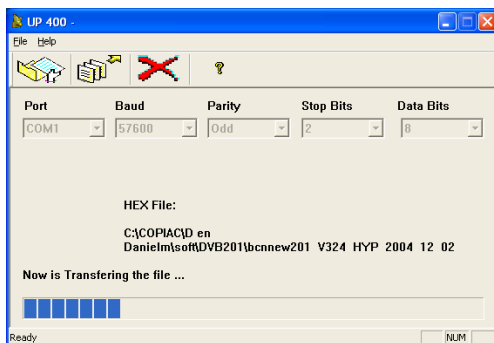 UP 400 -
File Help
Port Baud Parity Stop Bits Data Bits
COM1 57600 Odd 2 8
HEX File:
C:\COPIAC\D en
Danielm\soft\DVB201\bcnnew201 V324 HYP 2004 12 02
Now is Transfering the file ...
Ready NUM